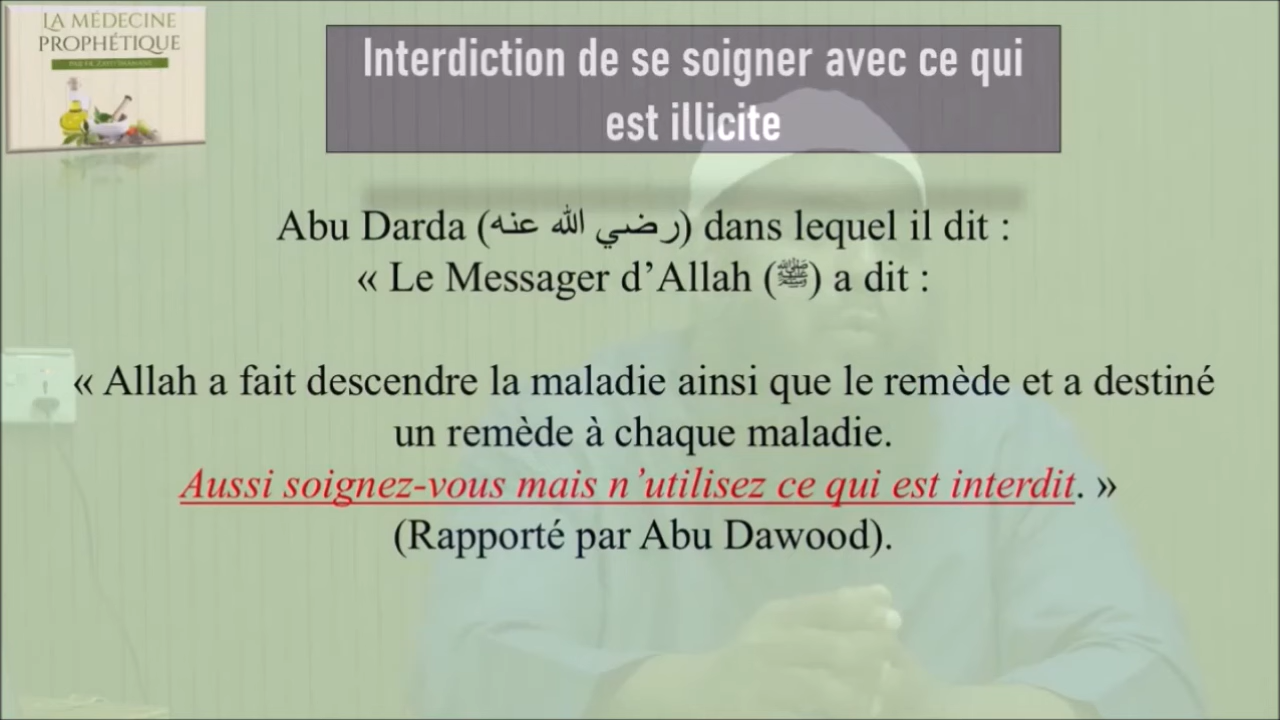 LA MÉDECINE
PROPHÉTIQUE
Interdiction de se soigner avec ce qui
est illicite
Abu Darda (رضي الله عنه) dans lequel il dit :
« Le Messager d’Allah (ﷺ) a dit :
« Allah a fait descendre la maladie ainsi que le remède et a destiné
un remède à chaque maladie.
Aussi soignez-vous mais n’utilisez ce qui est interdit. »
(Rapporté par Abu Dawood).